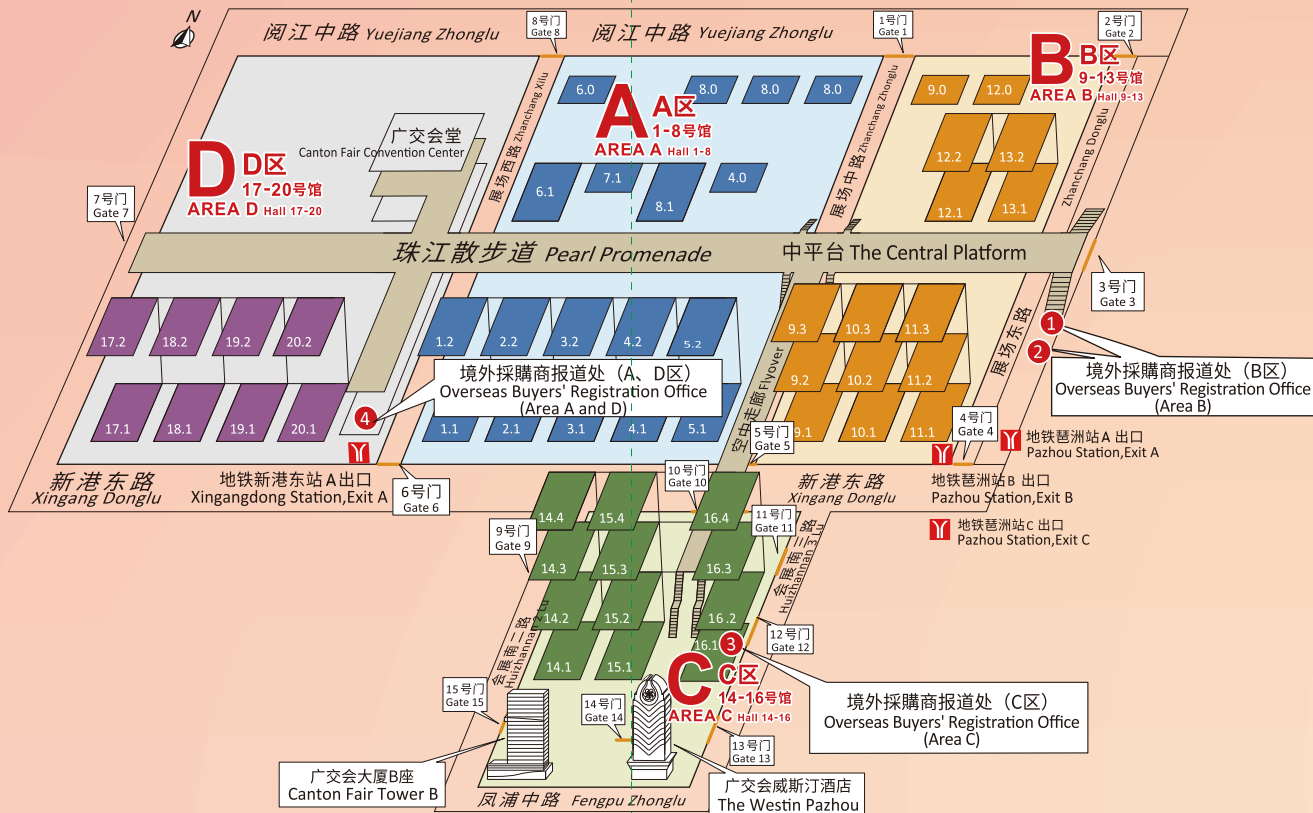 N
阅江中路 Yuejiang Zhonglu
8号门
Gate 8
阅江中路 Yuejiang Zhonglu
1号门
Gate 1
2号门
Gate 2
B
B区
9-13号馆
AREA B Hall 9-13
6.0
8.0
8.0
8.0
9.0
12.0
A
A区
1-8号馆
AREA A Hall 1-8
展场西路 Zhanchang Xilu
展场中路 Zhanchang Zhonglu
Zhanchang Donglu
展场东路
广交会堂
Canton Fair Convention Center
D
D区
17-20号馆
AREA D Hall 17-20
6.1
7.1
8.1
4.0
12.2
13.2
12.1
13.1
7号门
Gate 7
珠江散步道 Pearl Promenade
中平台 The Central Platform
3号门
Gate 3
17.2
18.2
19.2
20.2
1.2
2.2
3.2
4.2
5.2
9.3
10.3
11.3
1
2
9.2
10.2
11.2
境外採購商报道处（A、D区）
Overseas Buyers' Registration Office
(Area A and D)
境外採購商报道处（B区）
Overseas Buyers' Registration Office
(Area B)
空中走廊 Flyover
4
17.1
18.1
19.1
20.1
1.1
2.1
3.1
4.1
5.1
9.1
10.1
11.1
5号门
Gate 5
4号门
Gate 4
地铁琶洲站A 出口
Pazhou Station,Exit A
新港东路
Xingang Donglu
地铁新港东站A出口
Xingangdong Station,Exit A
6号门
Gate 6
10号门
Gate 10
新港东路
Xingang Donglu
地铁琶洲站B 出口
Pazhou Station,Exit B
地铁琶洲站C 出口
Pazhou Station,Exit C
9号门
Gate 9
11号门
Gate 11
14.4
15.4
16.4
14.3
15.3
16.3
14.2
15.2
16.2
14.1
15.1
16.1
3
会展南三路
Huizhannan 3 Lu
会展南二路
Huizhannan 2 Lu
12号门
Gate 12
C
C区
14-16号馆
AREA C Hall 14-16
境外採購商报道处（C区）
Overseas Buyers' Registration Office
(Area C)
15号门
Gate 15
14号门
Gate 14
13号门
Gate 13
广交会大厦B座
Canton Fair Tower B
广交会威斯汀酒店
The Westin Pazhou
凤浦中路 Fengpu Zhonglu